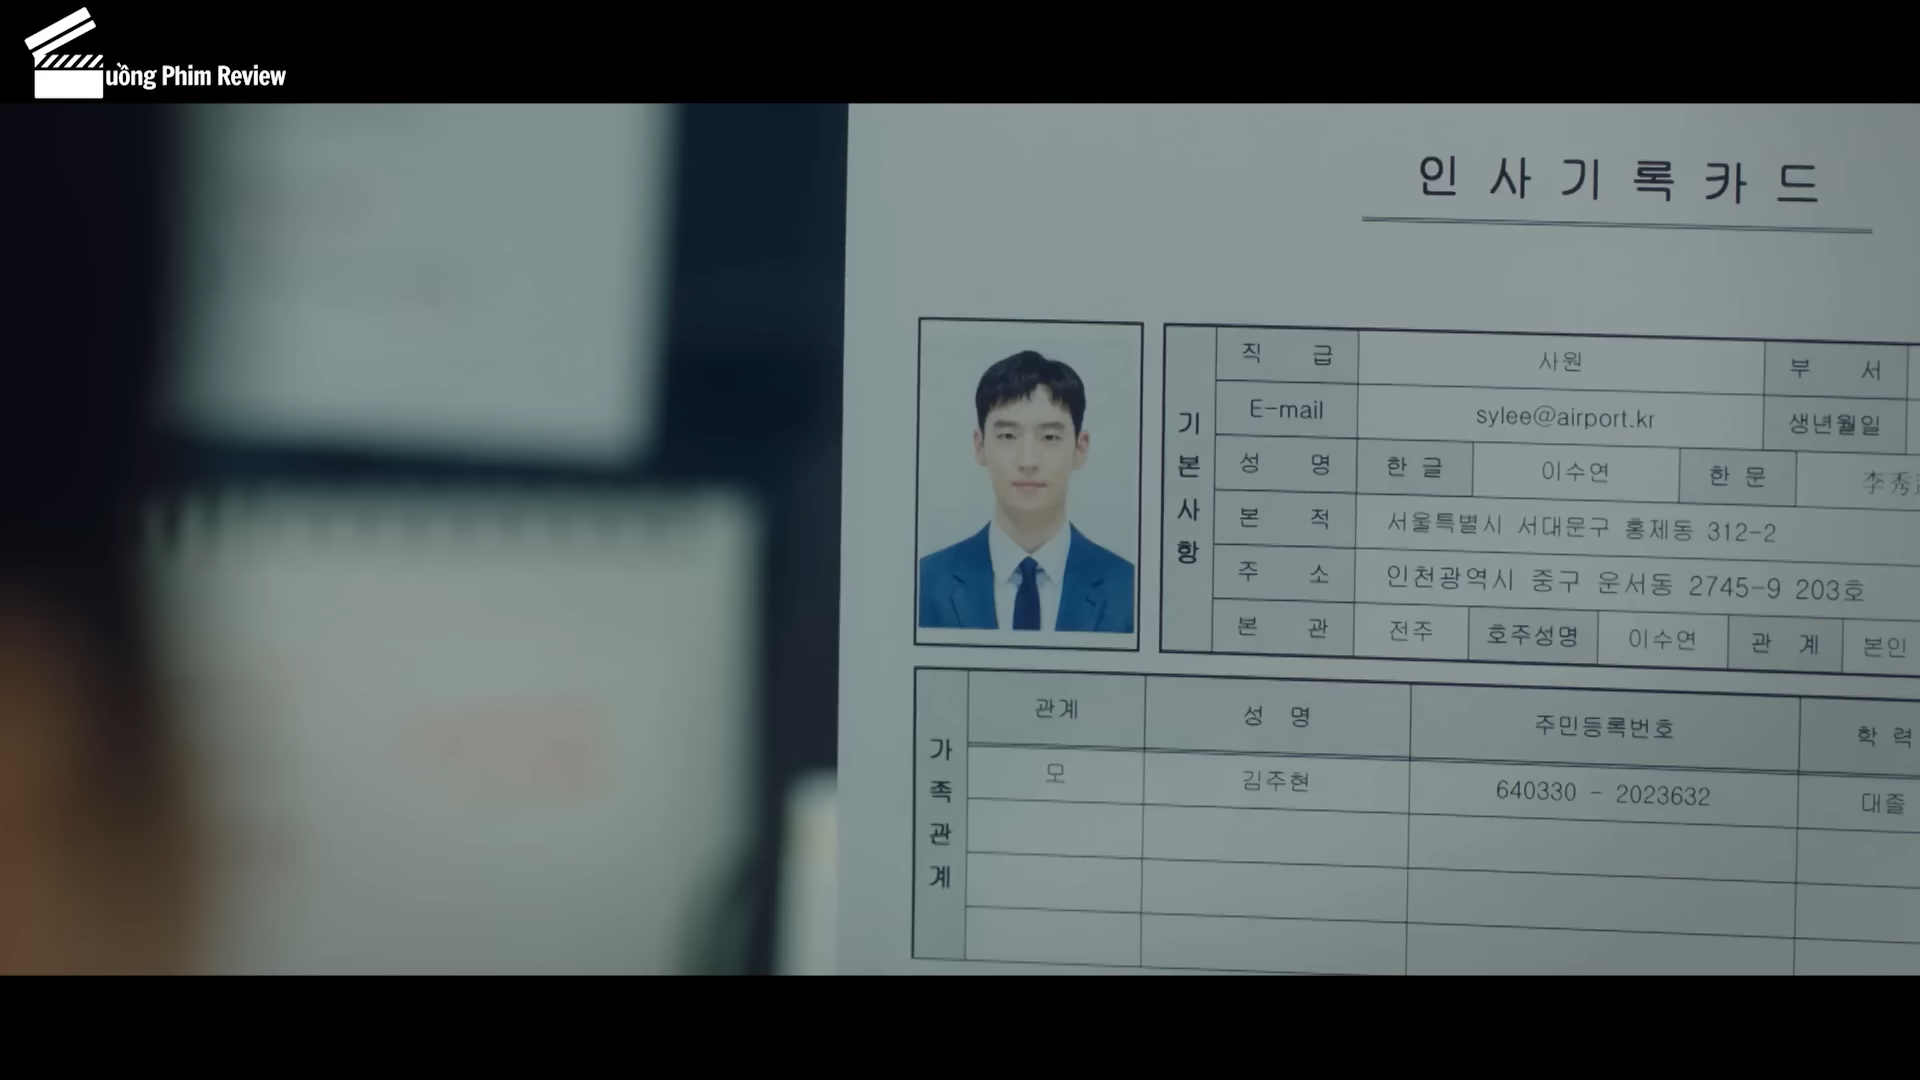 uồng Phim Review
인사기록카드
기본사항
직 급 사원 부 서
E-mail sylee@airport.kr 생년월일
성 명 한글 이수연 한문 李秀
본 적 서울특별시 서대문구 홍제동 312-2
주 소 인천광역시 중구 운서동 2745-9 203호
본 관 전주 호주성명 이수연 관 계 본인
가족관계
관계 성 명 주민등록번호 학 력
모 김주현 640330 - 2023632 대졸